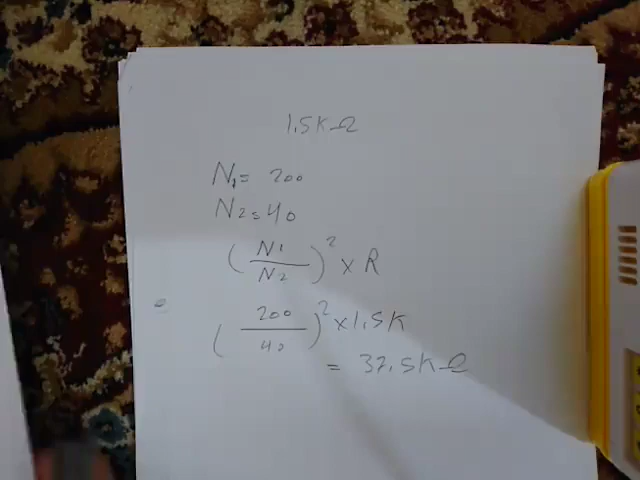 1.5KΩ
N1= 200
N2=40
(N1/N2)² × R
(200/40)² × 1.5K
= 37.5KΩ